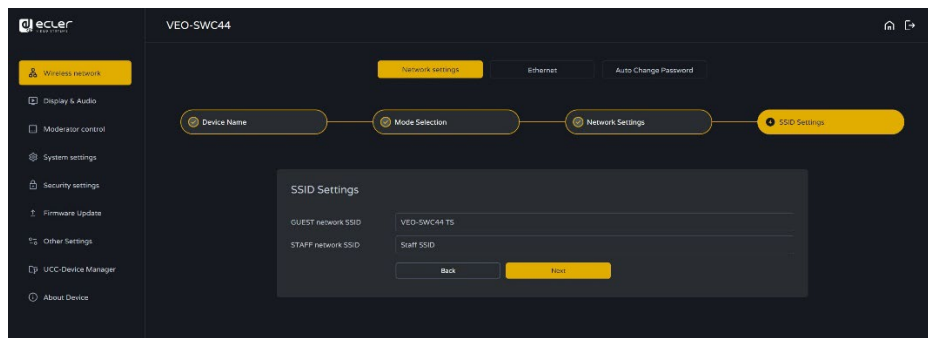 ecler
VEO-SWC44
Wireless network
Display & Audio
Moderator control
System settings
Security settings
Firmware Update
Other Settings
UCC-Device Manager
About Device
Network settings
Ethernet
Auto Change Password
Device Name
Mode Selection
Network Settings
4 SSID Settings
SSID Settings
GUEST network SSID VEO-SWC44 TS
STAFF network SSID Staff SSID
Back Next